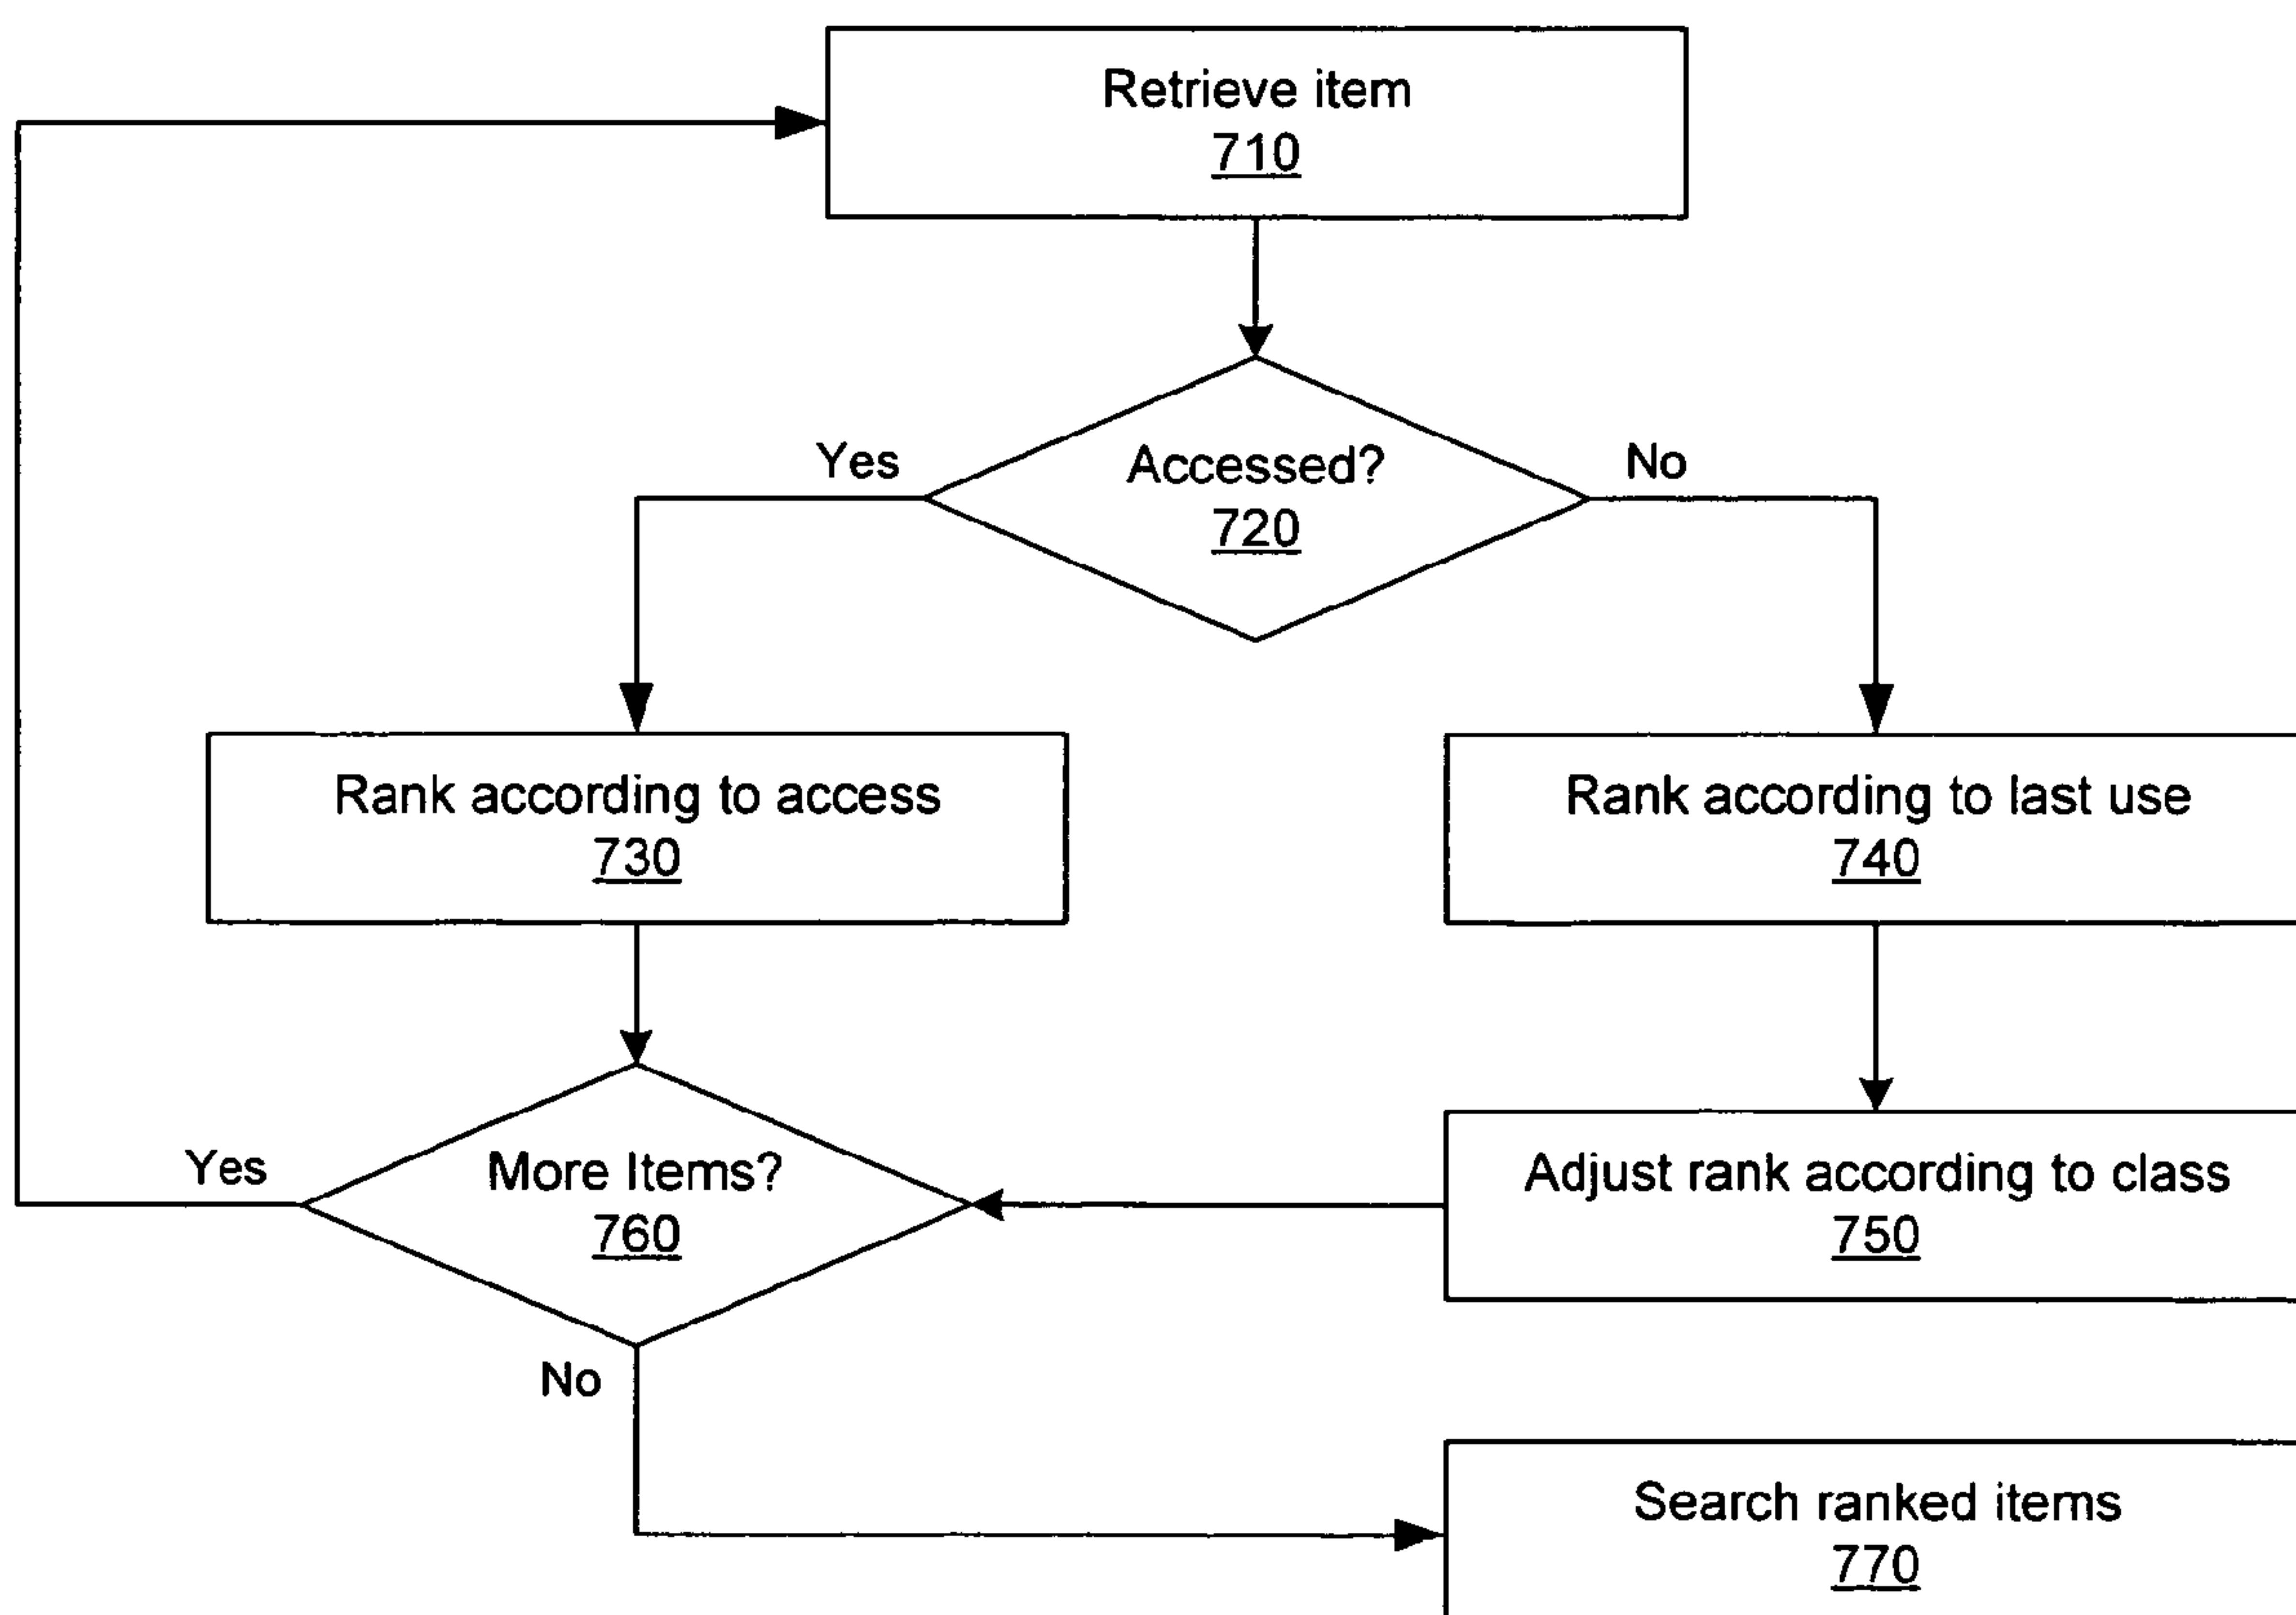 Retrieve item
710
Yes
Accessed?
720
No
Rank according to access
730
Rank according to last use
740
Yes
More Items?
760
Adjust rank according to class
750
No
Search ranked items
770